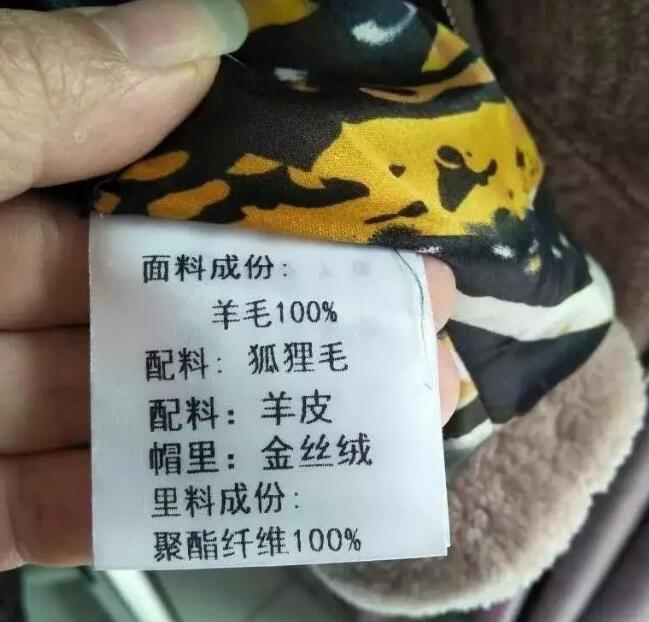 面料成份:
羊毛100%
配料: 狐狸毛
配料: 羊皮
帽里: 金丝绒
里料成份:
聚酯纤维100%